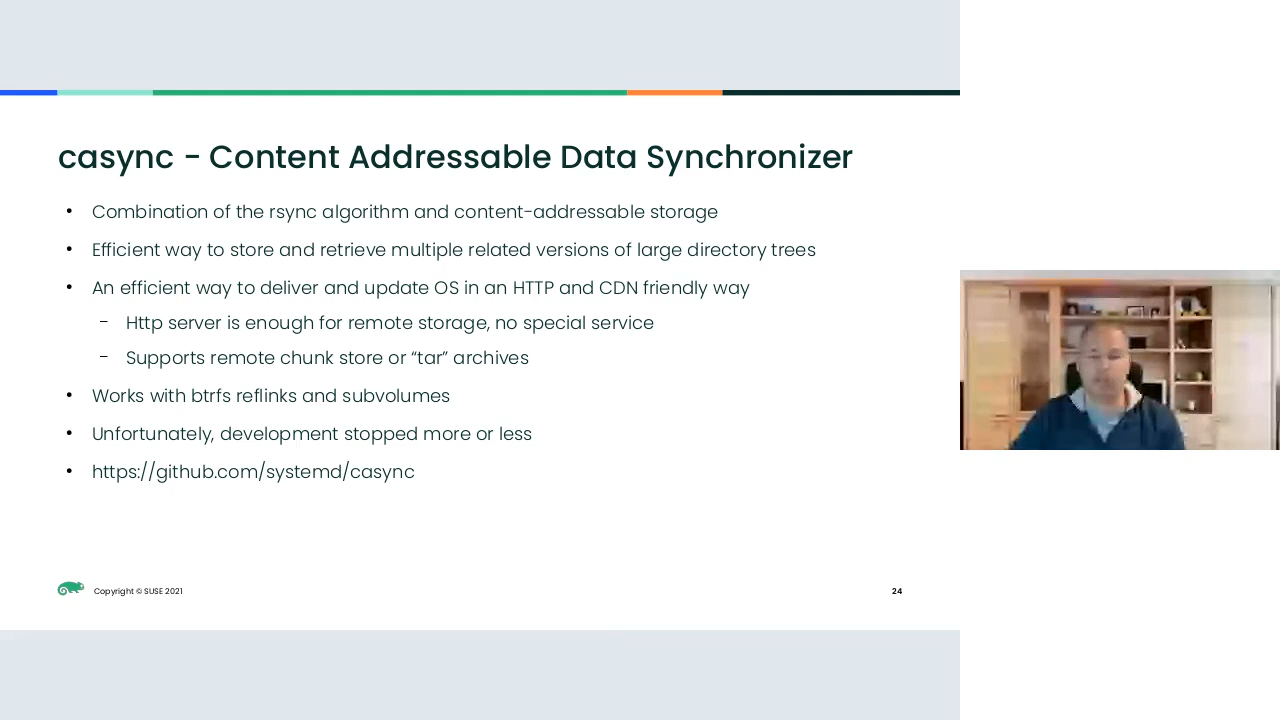 casync - Content Addressable Data Synchronizer
• Combination of the rsync algorithm and content-addressable storage
• Efficient way to store and retrieve multiple related versions of large directory trees
• An efficient way to deliver and update OS in an HTTP and CDN friendly way
– Http server is enough for remote storage, no special service
– Supports remote chunk store or “tar” archives
• Works with btrfs reflinks and subvolumes
• Unfortunately, development stopped more or less
• https://github.com/systemd/casync
Copyright © SUSE 2021
24